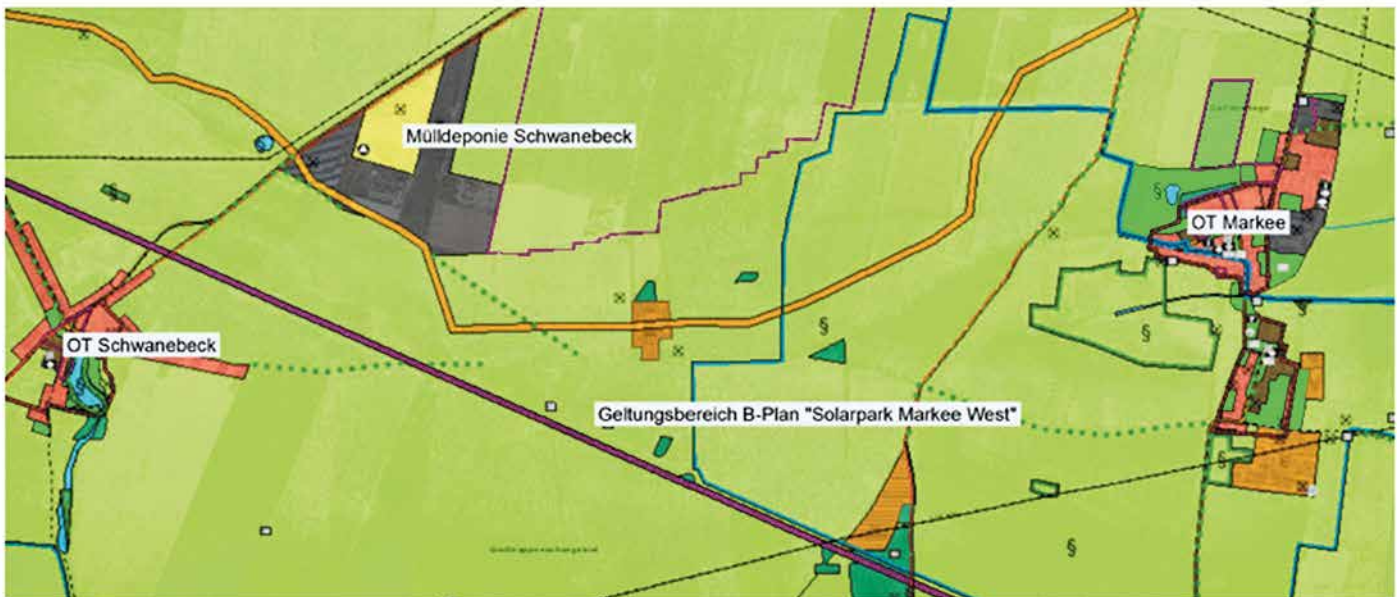 Mülldeponie Schwanebeck
OT Markee
OT Schwanebeck
Geltungsbereich B-Plan "Solarpark Markee West"
§
§
§
§
§
§